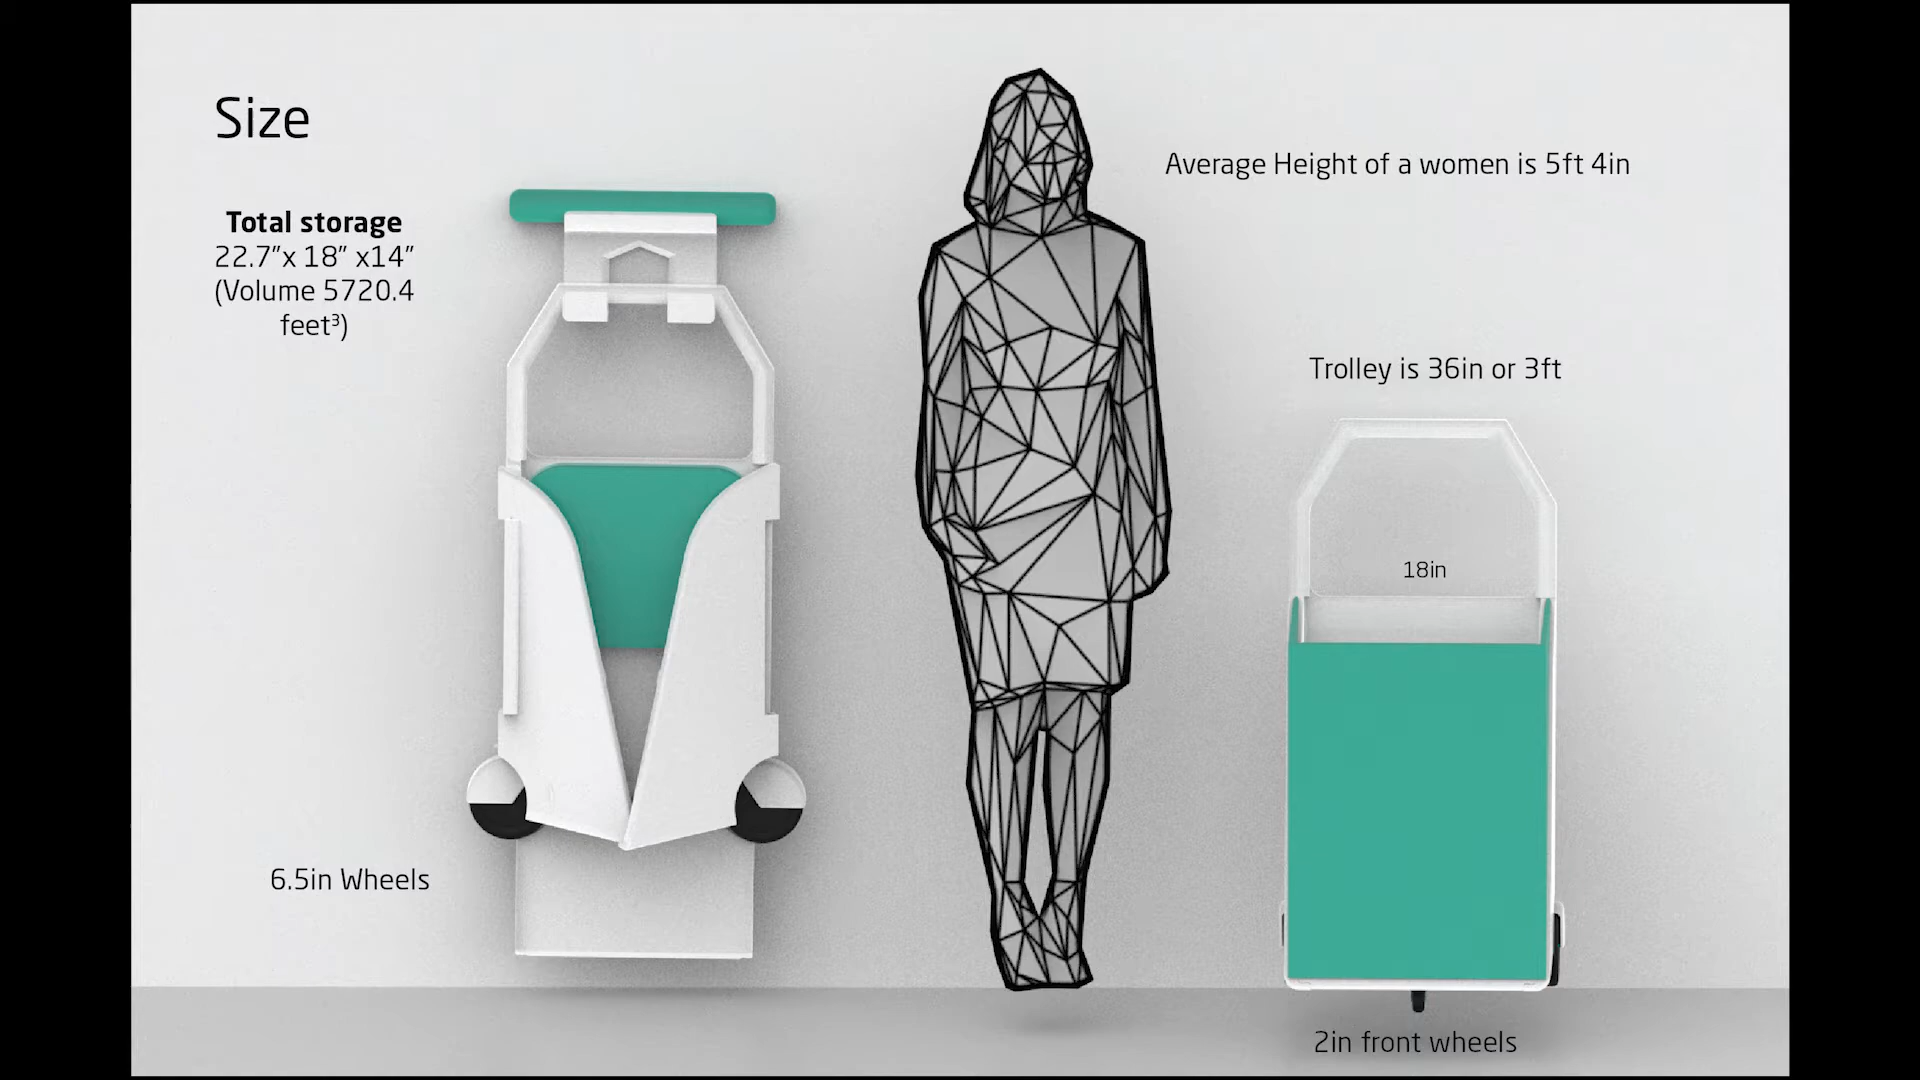 Size
Total storage
22.7”x 18” x14”
(Volume 5720.4
feet³)
Average Height of a women is 5ft 4in
Trolley is 36in or 3ft
18in
6.5in Wheels
2in front wheels